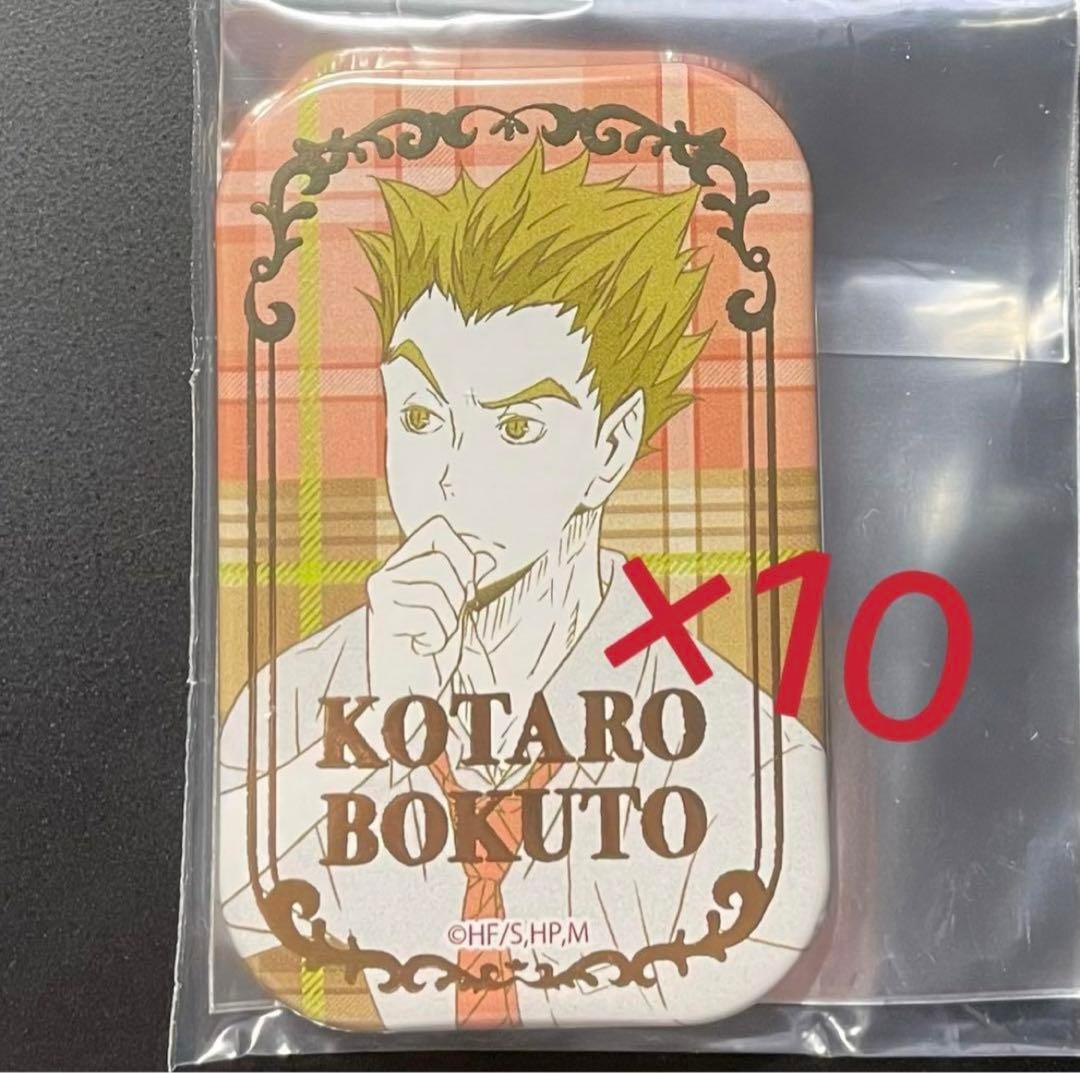 ×10
KOTARO
BOKUTO
©HF/S,HP,M